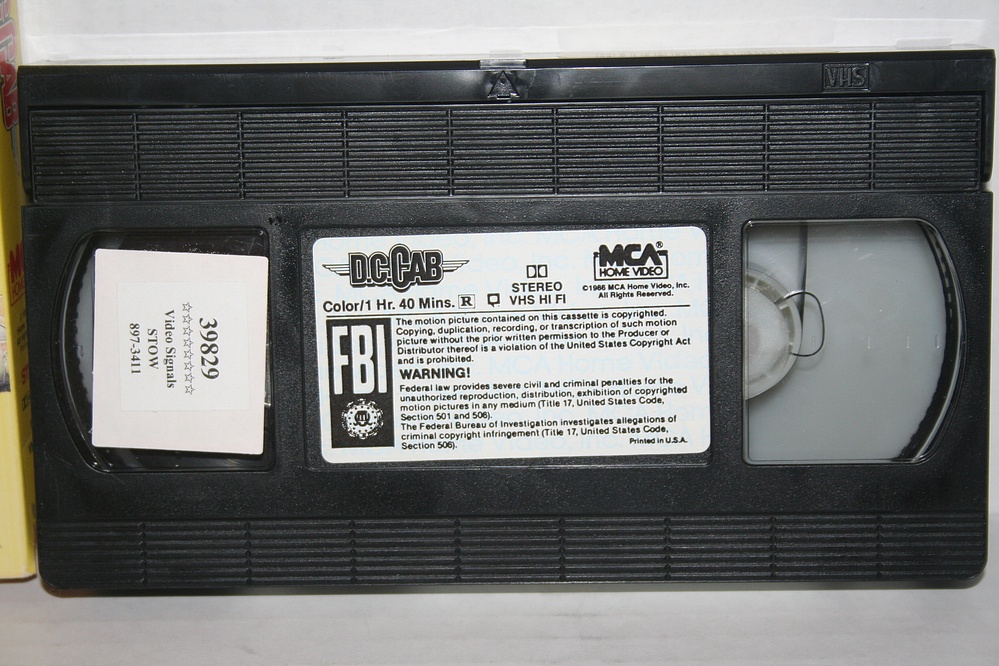 VHS
D.C. CAB
Color/1 Hr. 40 Mins. R
STEREO
VHS HI FI
MCA®
HOME VIDEO
©1986 MCA Home Video, Inc.
All Rights Reserved.
FBI
The motion picture contained on this cassette is copyrighted.
Copying, duplication, recording, or transcription of such motion
picture without the prior written permission to the Producer or
Distributor thereof is a violation of the United States Copyright Act
and is prohibited.
WARNING!
Federal law provides severe civil and criminal penalties for the
unauthorized reproduction, distribution, exhibition of copyrighted
motion pictures in any medium (Title 17, United States Code,
Section 501 and 506).
The Federal Bureau of Investigation investigates allegations of
criminal copyright infringement (Title 17, United States Code,
Section 506).
Printed in U.S.A.
39829
☆☆☆☆☆☆☆☆
Video Signals
STOW
897-3411